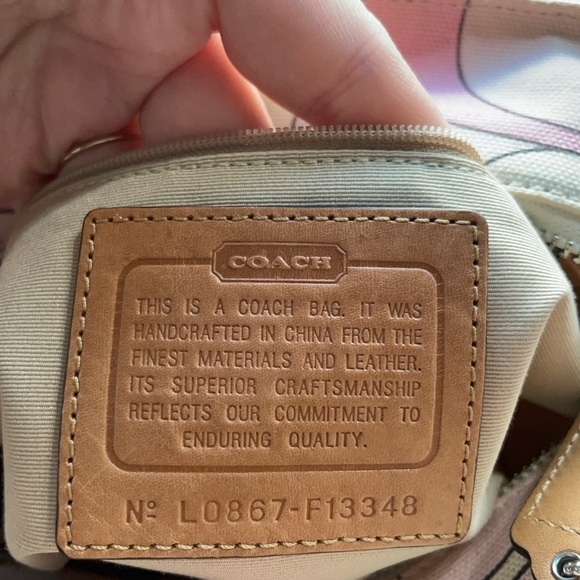 COACH
THIS IS A COACH BAG. IT WAS
HANDCRAFTED IN CHINA FROM THE
FINEST MATERIALS AND LEATHER.
ITS SUPERIOR CRAFTSMANSHIP
REFLECTS OUR COMMITMENT TO
ENDURING QUALITY.
Nº L0867-F13348